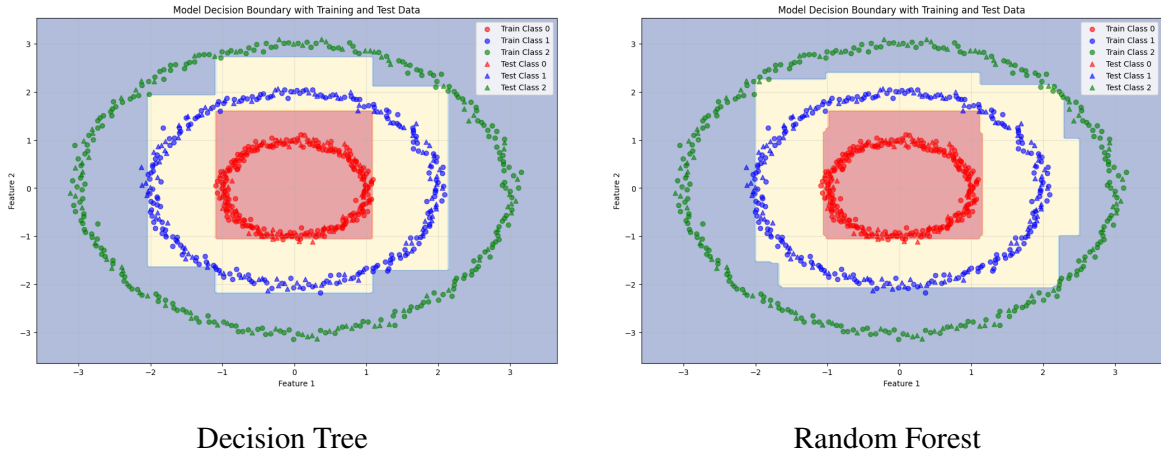 Model Decision Boundary with Training and Test Data
Train Class 0
Train Class 1
Train Class 2
Test Class 0
Test Class 1
Test Class 2
Feature 2
3
2
1
0
−1
−2
−3
−3 −2 −1 0 1 2 3
Feature 1
Decision Tree
Model Decision Boundary with Training and Test Data
Train Class 0
Train Class 1
Train Class 2
Test Class 0
Test Class 1
Test Class 2
Feature 2
3
2
1
0
−1
−2
−3
−3 −2 −1 0 1 2 3
Feature 1
Random Forest